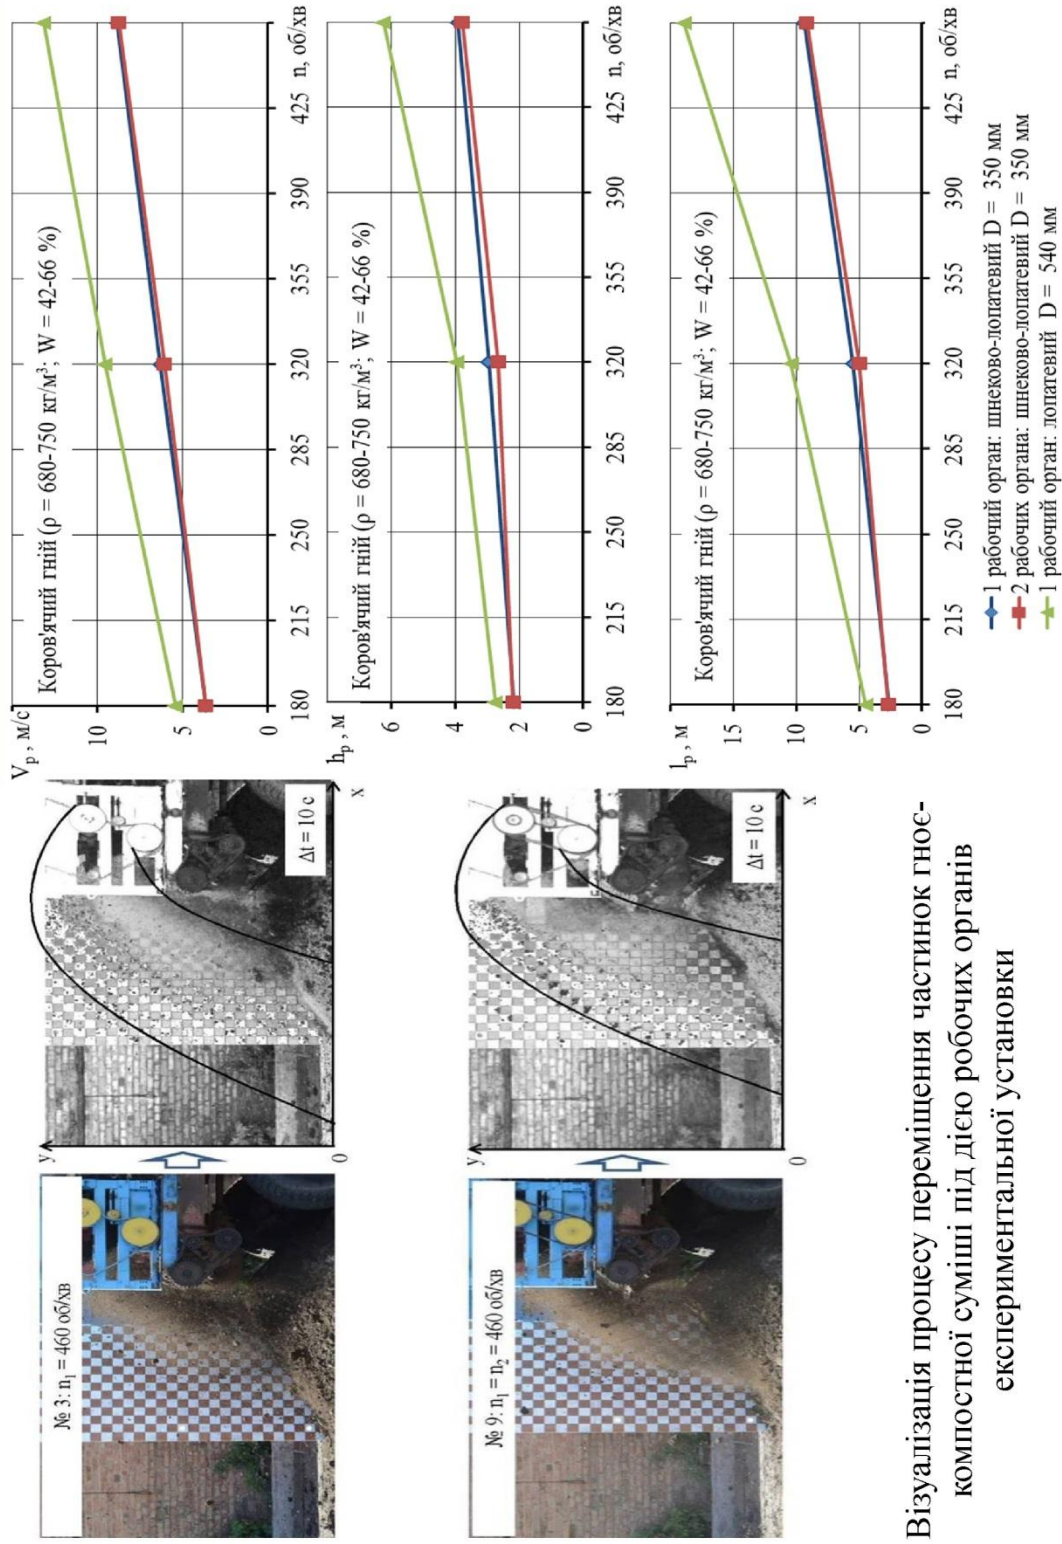 № 3: n₁ = 460 об/хв
y
0
x
Δt = 10 с
№ 9: n₁ = n₂ = 460 об/хв
y
0
x
Δt = 10 с
Візуалізація процесу переміщення частинок гноє-
компостної суміші під дією робочих органів
експериментальної установки
Vₚ, м/с
Коров'ячий гній (ρ = 680-750 кг/м³; W = 42-66 %)
10
5
0
180 215 250 285 320 355 390 425 n, об/хв
hₚ, м
Коров'ячий гній (ρ = 680-750 кг/м³; W = 42-66 %)
6
4
2
0
180 215 250 285 320 355 390 425 n, об/хв
lₚ, м
Коров'ячий гній (ρ = 680-750 кг/м³; W = 42-66 %)
15
10
5
0
180 215 250 285 320 355 390 425 n, об/хв
1 рабочий орган: шнеково-лопатевий D = 350 мм
2 рабочих органа: шнеково-лопатевий D = 350 мм
1 рабочий орган: лопатевий D = 540 мм